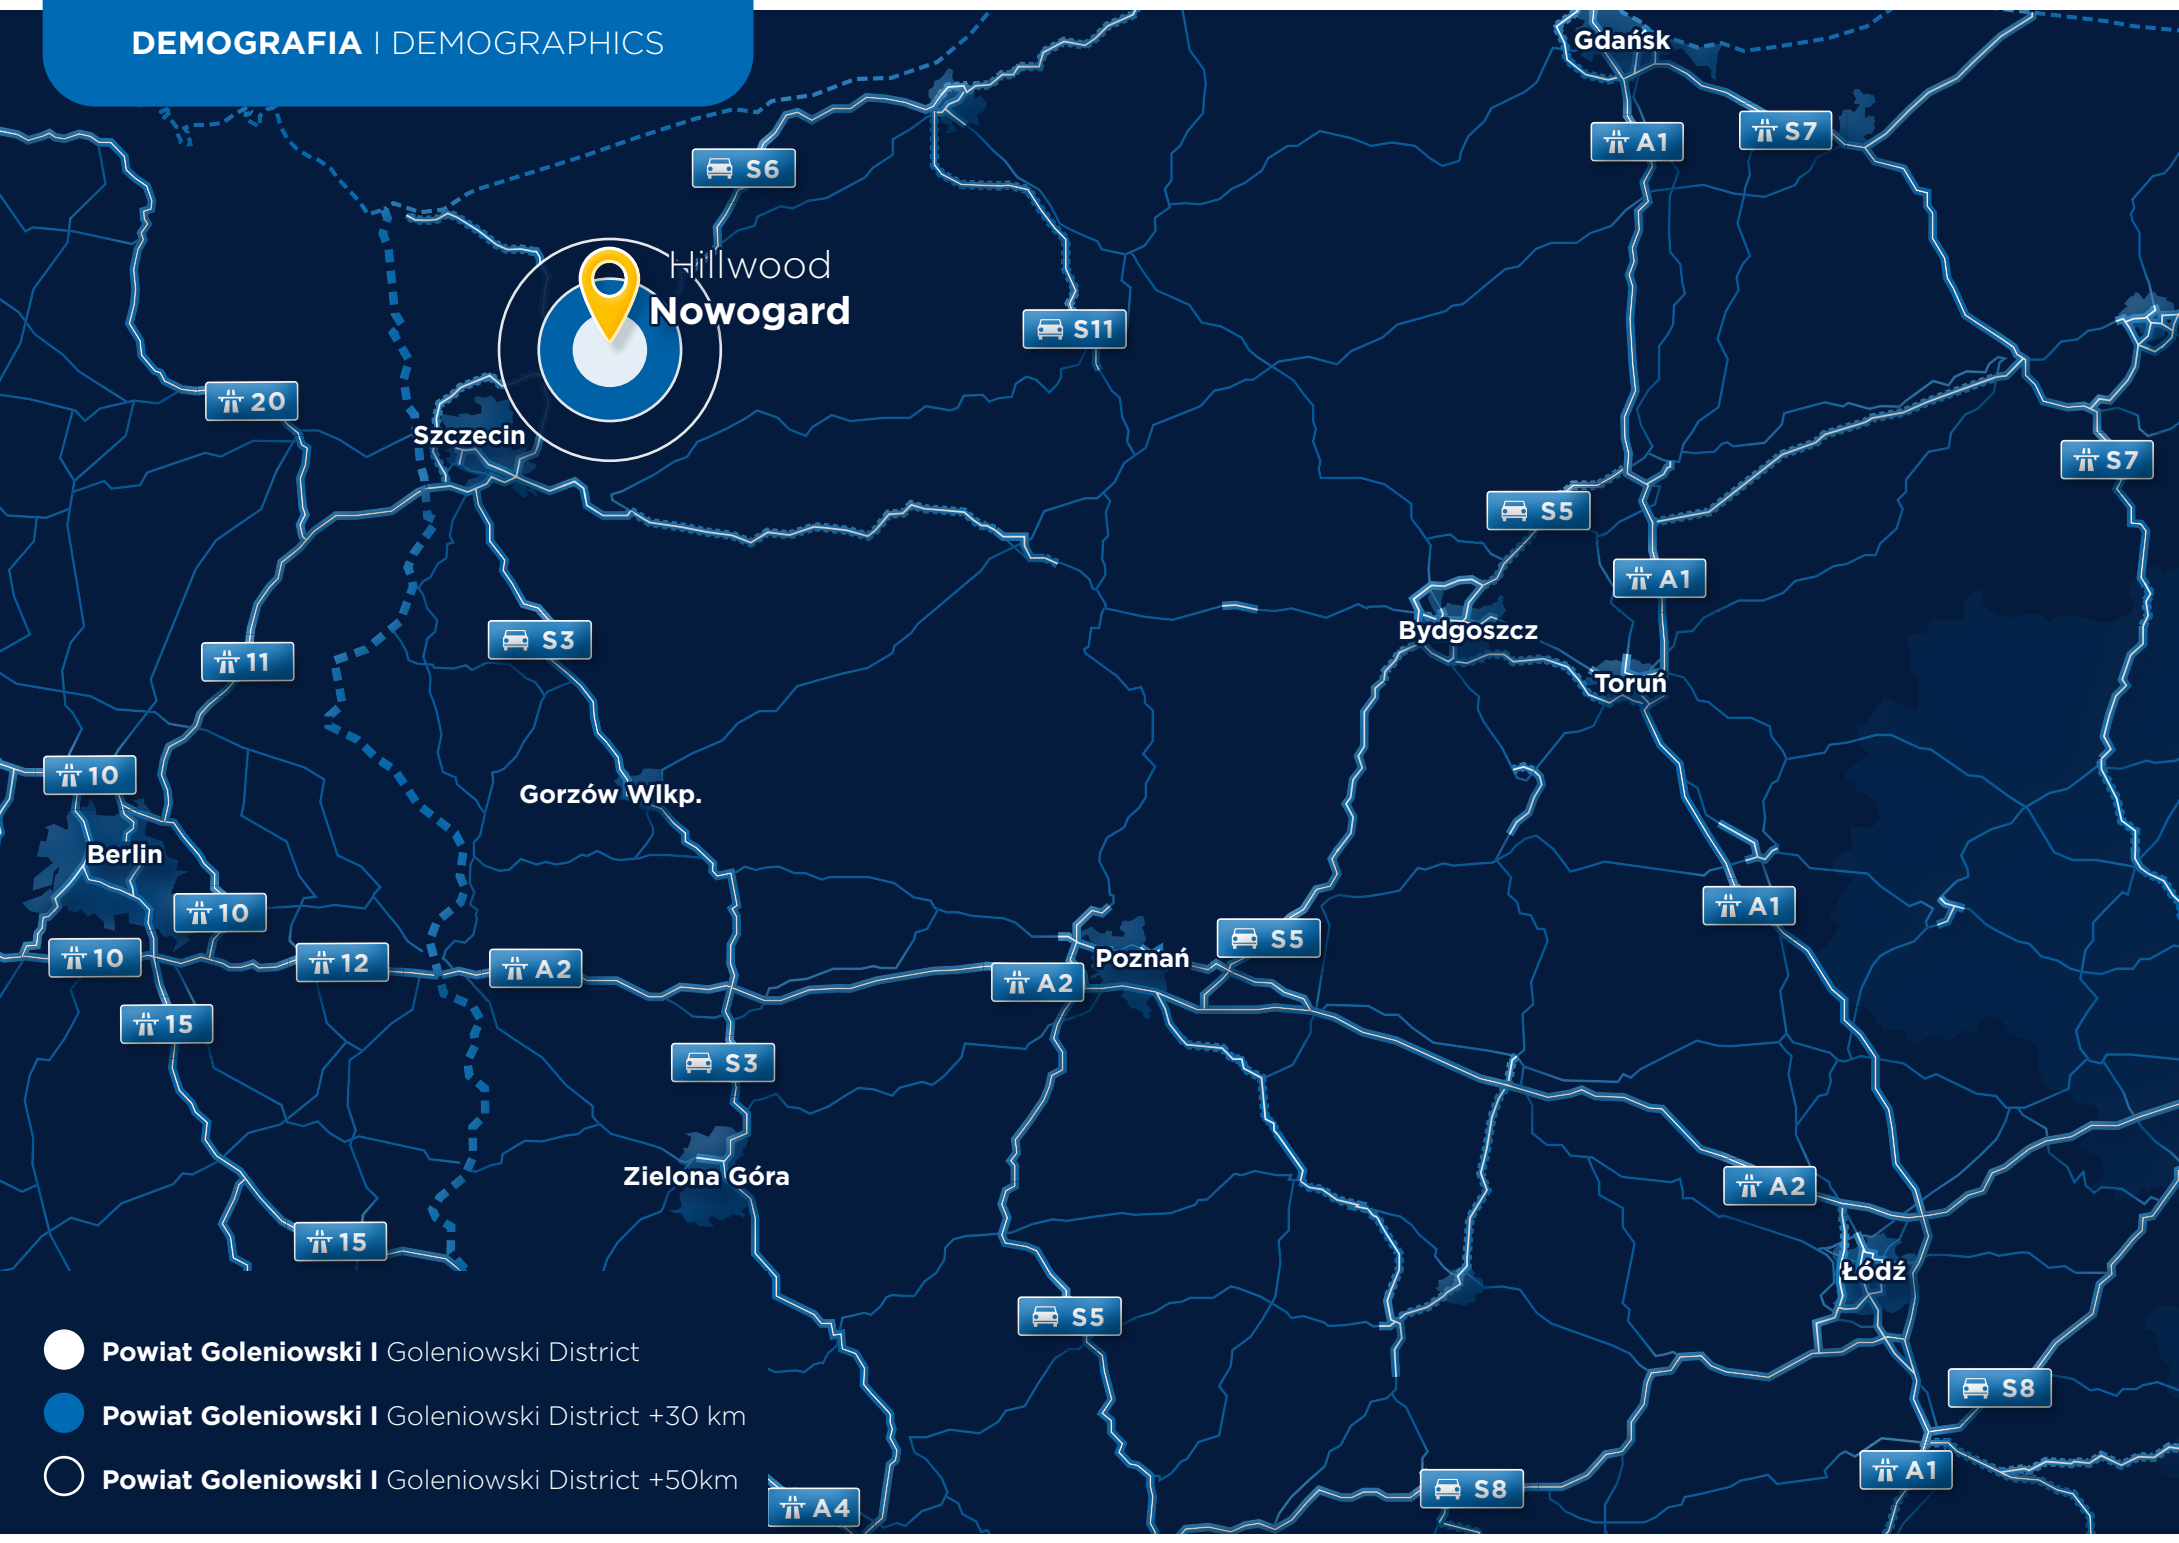 DEMOGRAFIA I DEMOGRAPHICS
Gdańsk
A1
S7
S6
Hillwood
Nowogard
S11
20
Szczecin
S7
S5
A1
S3
Bydgoszcz
11
Toruń
10
Gorzów Wlkp.
Berlin
10
A1
S5
10
12
A2
Poznań
A2
15
S3
Zielona Góra
A2
15
Łódź
S5
Powiat Goleniowski I Goleniowski District
S8
Powiat Goleniowski I Goleniowski District +30 km
Powiat Goleniowski I Goleniowski District +50km
A1
S8
A4